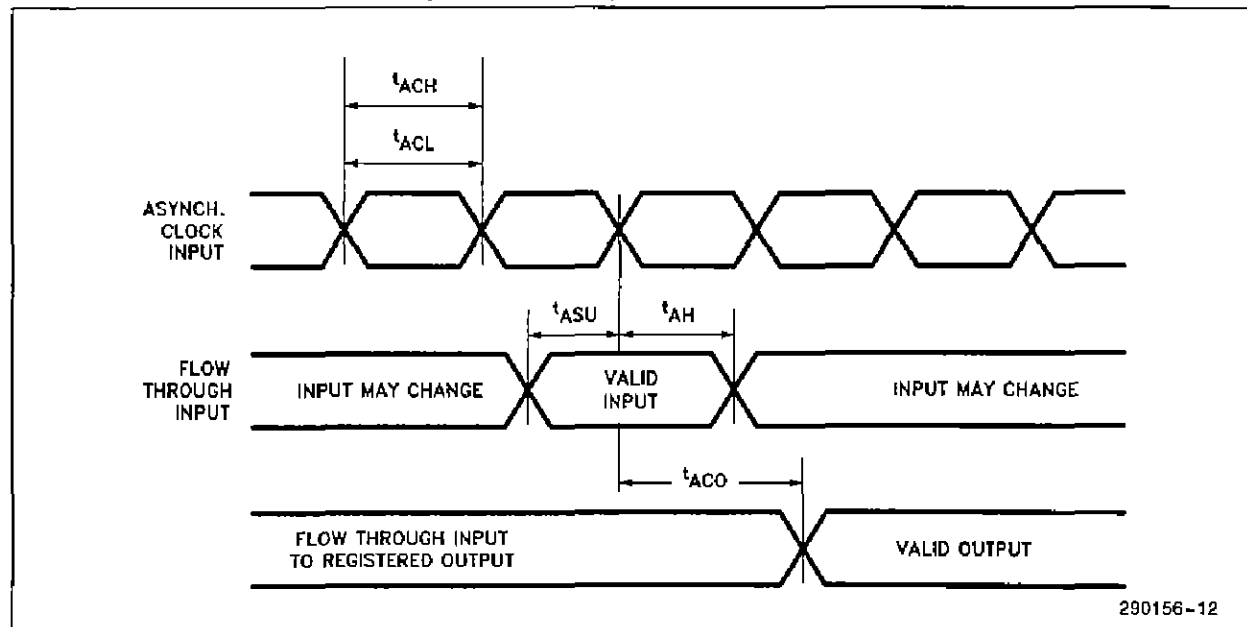 tACH
tACL
ASYNCH.
CLOCK
INPUT
tASU
tAH
FLOW
THROUGH
INPUT
INPUT MAY CHANGE
VALID
INPUT
INPUT MAY CHANGE
tACO
FLOW THROUGH INPUT
TO REGISTERED OUTPUT
VALID OUTPUT
290156-12